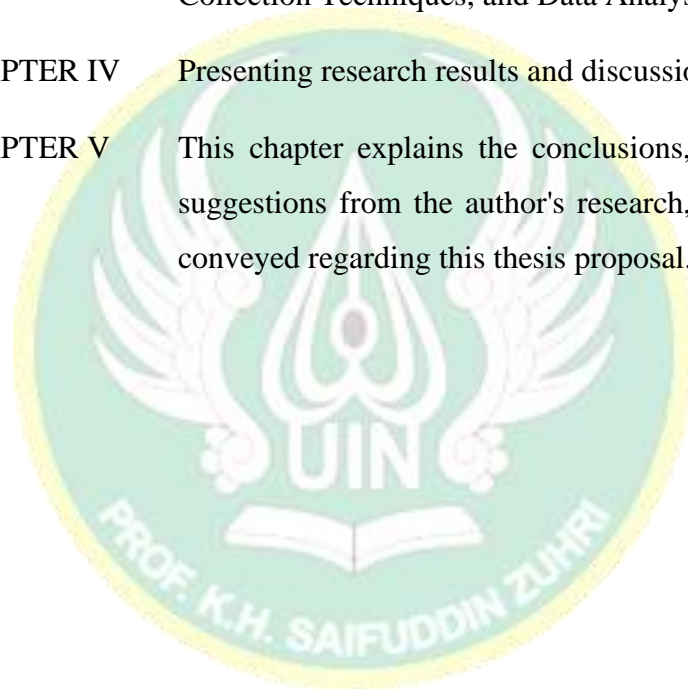 Collection Techniques, and Data Analys
PTER IV Presenting research results and discussio
PTER V This chapter explains the conclusions,
suggestions from the author's research,
conveyed regarding this thesis proposal.
UIN
PROF. K.H. SAIFUDDIN ZUHRI